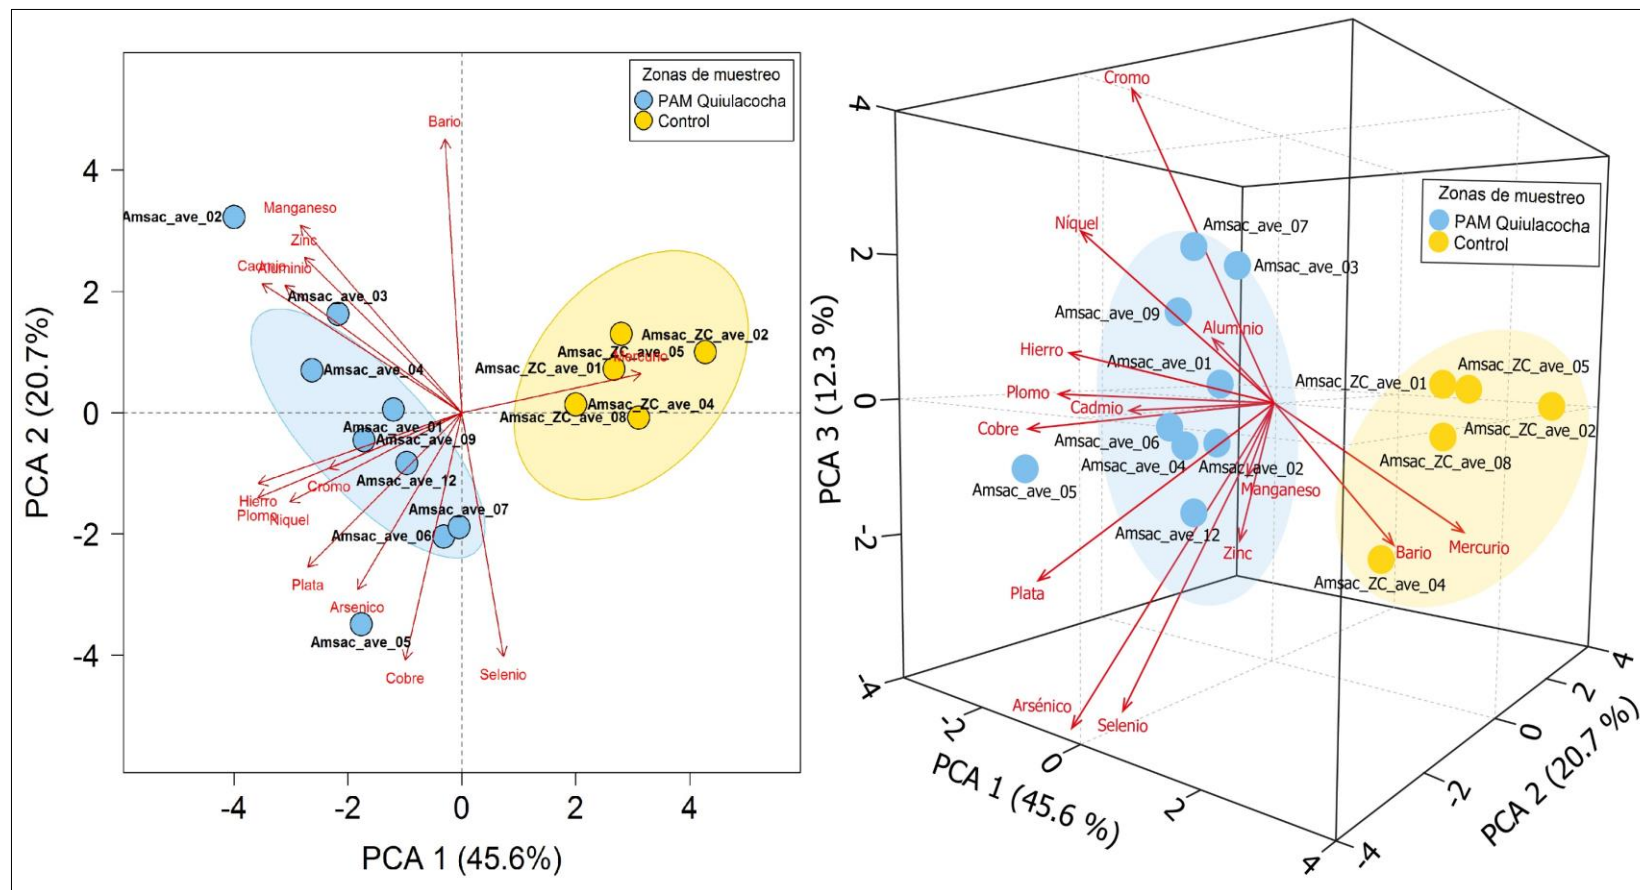 Zonas de muestreo
PAM Quiulacocha
Control
Bario
Amsac_ave_02
Manganeso
Zinc
Cadmio
Aluminio
Amsac_ave_03
Amsac_ave_04
Amsac_ave_01
Amsac_ave_09
Amsac_ave_12
Cromo
Hierro
Plomo
Niquel
Amsac_ave_07
Amsac_ave_06
Plata
Arsenico
Amsac_ave_05
Cobre
Selenio
Amsac_ZC_ave_02
Amsac_ZC_ave_05
Mercurio
Amsac_ZC_ave_01
Amsac_ZC_ave_04
Amsac_ZC_ave_08
4
2
0
-2
-4
PCA 2 (20.7%)
-4 -2 0 2 4
PCA 1 (45.6%)
Zonas de muestreo
PAM Quiulacocha
Control
Cromo
Níquel
Amsac_ave_07
Amsac_ave_03
Amsac_ave_09
Aluminio
Hierro
Amsac_ave_01
Plomo
Cadmio
Cobre
Amsac_ave_06
Amsac_ave_04
Amsac_ave_02
Amsac_ave_05
Manganeso
Amsac_ave_12
Zinc
Plata
Arsénico
Selenio
Amsac_ZC_ave_05
Amsac_ZC_ave_01
Amsac_ZC_ave_02
Amsac_ZC_ave_08
Bario
Mercurio
Amsac_ZC_ave_04
4
2
0
-2
-4
PCA 3 (12.3 %)
-2
0
2
4
PCA 1 (45.6 %)
-4
-2
0
2
4
PCA 2 (20.7 %)